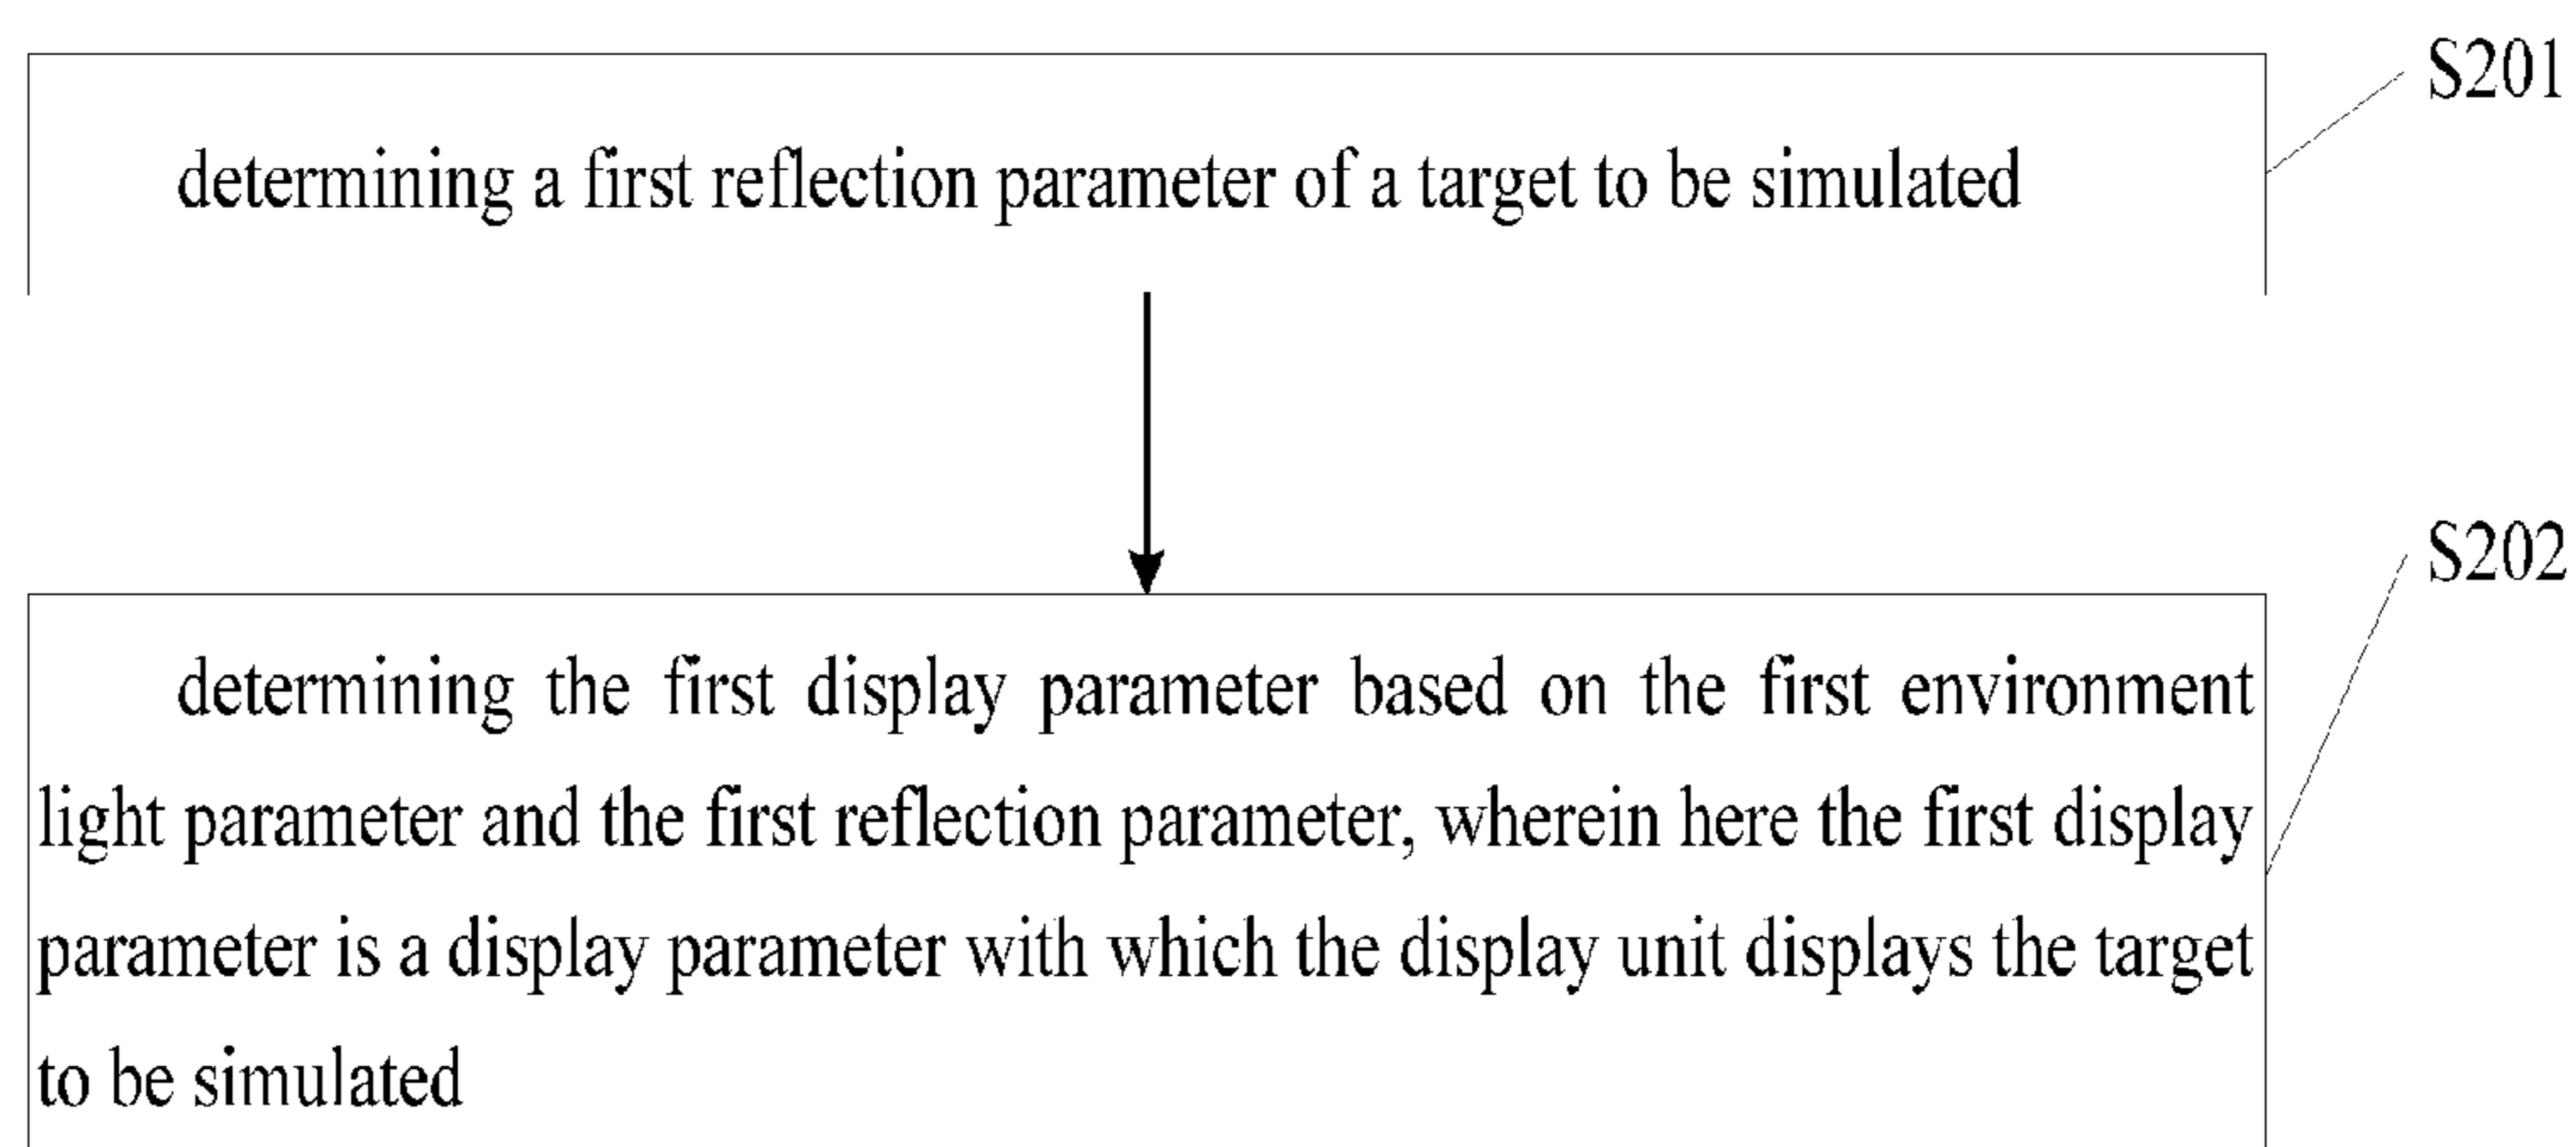 S201
determining a first reflection parameter of a target to be simulated
S202
determining the first display parameter based on the first environment
light parameter and the first reflection parameter, wherein here the first display
parameter is a display parameter with which the display unit displays the target
to be simulated